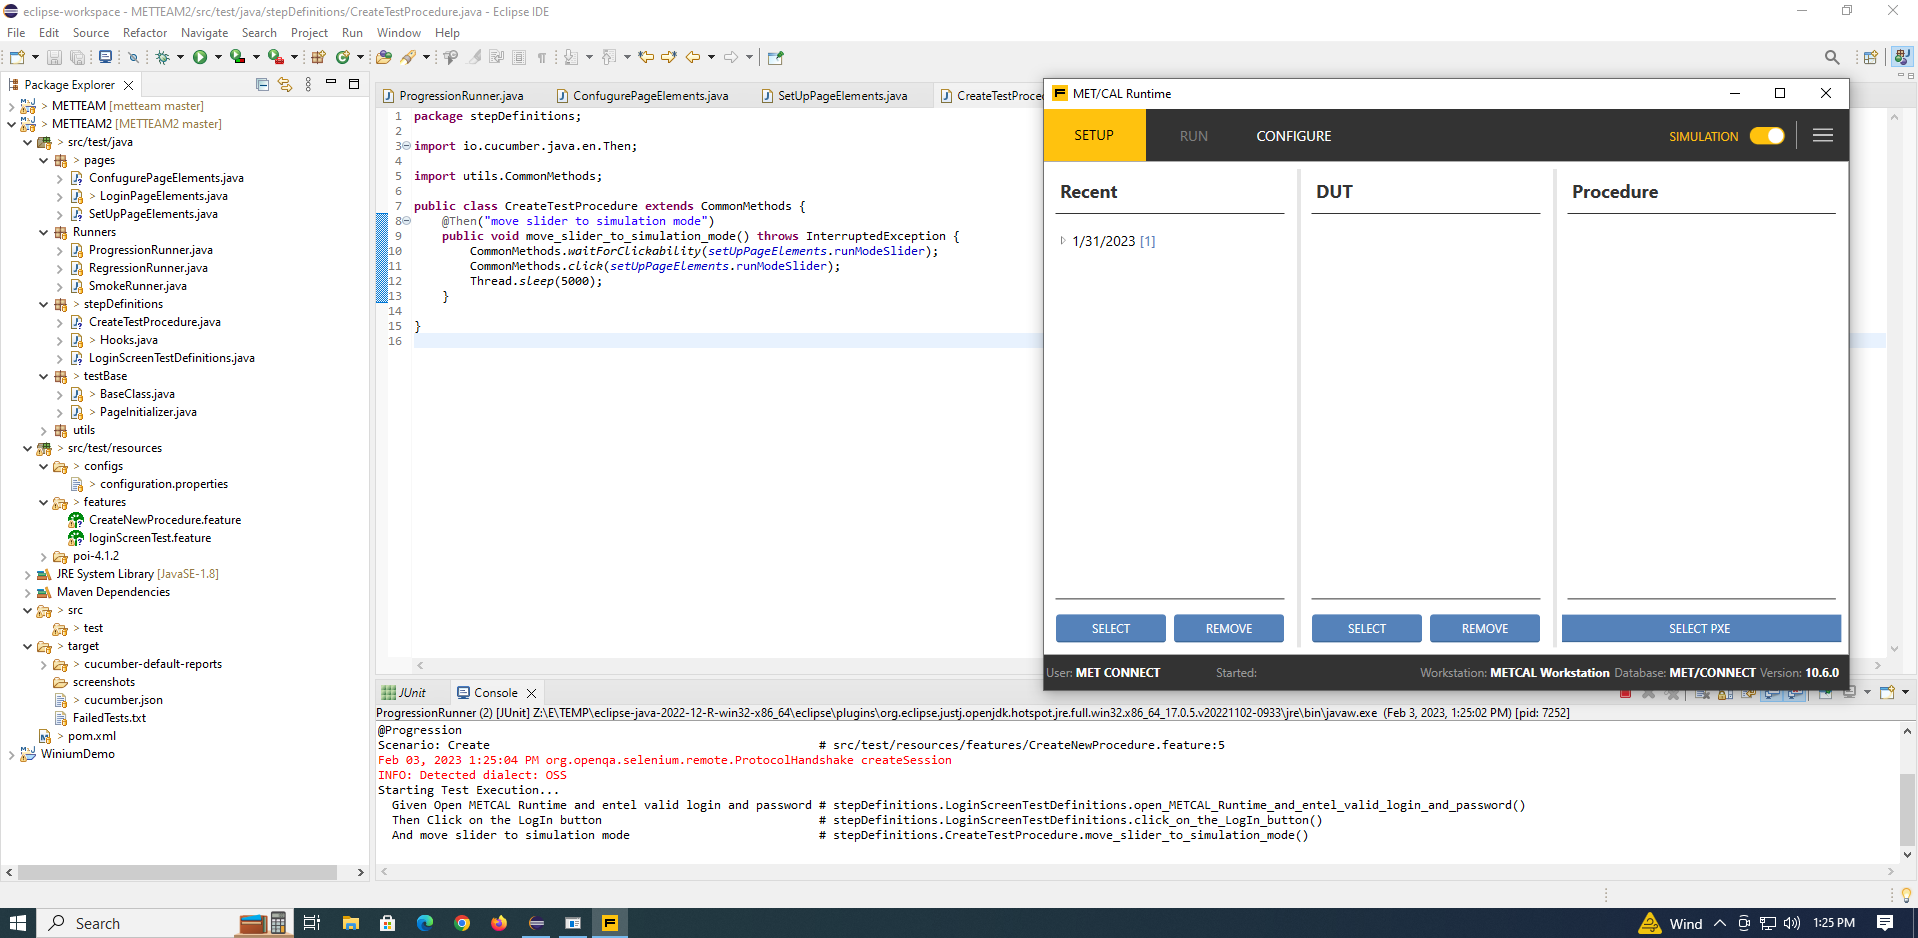 eclipse-workspace - METTEAM2/src/test/java/stepDefinitions/CreateTestProcedure.java - Eclipse IDE
File Edit Source Refactor Navigate Search Project Run Window Help
Package Explorer
> METTEAM [metteam master]
> METTEAM2 [METTEAM2 master]
> src/test/java
> pages
ConfugurePageElements.java
> LoginPageElements.java
SetUpPageElements.java
Runners
ProgressionRunner.java
RegressionRunner.java
SmokeRunner.java
> stepDefinitions
CreateTestProcedure.java
> Hooks.java
LoginScreenTestDefinitions.java
> testBase
> BaseClass.java
> PageInitializer.java
> utils
> src/test/resources
> configs
> configuration.properties
> features
CreateNewProcedure.feature
loginScreenTest.feature
> poi-4.1.2
JRE System Library [JavaSE-1.8]
Maven Dependencies
> src
> test
> target
> cucumber-default-reports
screenshots
> cucumber.json
FailedTests.txt
> pom.xml
WiniumDemo
ProgressionRunner.java ConfugurePageElements.java SetUpPageElements.java CreateTestProce
1 package stepDefinitions;
2
3 import io.cucumber.java.en.Then;
4
5 import utils.CommonMethods;
6
7 public class CreateTestProcedure extends CommonMethods {
8 @Then("move slider to simulation mode")
9 public void move_slider_to_simulation_mode() throws InterruptedException {
10 CommonMethods.waitForClickability(setUpPageElements.runModeSlider);
11 CommonMethods.click(setUpPageElements.runModeSlider);
12 Thread.sleep(5000);
13 }
14
15 }
16
MET/CAL Runtime
SETUP RUN CONFIGURE SIMULATION
Recent DUT Procedure
1/31/2023 [1]
SELECT REMOVE SELECT REMOVE SELECT PXE
User: MET CONNECT Started: Workstation: METCAL Workstation Database: MET/CONNECT Version: 10.6.0
JUnit Console
ProgressionRunner (2) [JUnit] Z:\E\TEMP\eclipse-java-2022-12-R-win32-x86_64\eclipse\plugins\org.eclipse.justj.openjdk.hotspot.jre.full.win32.x86_64_17.0.5.v20221102-0933\jre\bin\javaw.exe (Feb 3, 2023, 1:25:02 PM) [pid: 7252]
@Progression
Scenario: Create # src/test/resources/features/CreateNewProcedure.feature:5
Feb 03, 2023 1:25:04 PM org.openqa.selenium.remote.ProtocolHandshake createSession
INFO: Detected dialect: OSS
Starting Test Execution...
Given Open METCAL Runtime and entel valid login and password # stepDefinitions.LoginScreenTestDefinitions.open_METCAL_Runtime_and_entel_valid_login_and_password()
Then Click on the LogIn button # stepDefinitions.LoginScreenTestDefinitions.click_on_the_LogIn_button()
And move slider to simulation mode # stepDefinitions.CreateTestProcedure.move_slider_to_simulation_mode()
Search Wind 1:25 PM